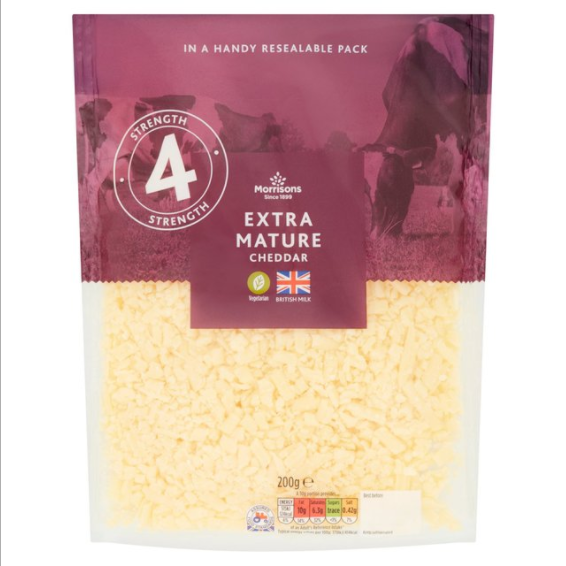 IN A HANDY RESEALABLE PACK
STRENGTH
4
STRENGTH
Morrisons
Since 1899
EXTRA
MATURE
CHEDDAR
Vegetarian
BRITISH MILK
200g ℮
ENERGY
Fat
10g
Saturates
6.3g
Sugars
trace
Salt
0.42g